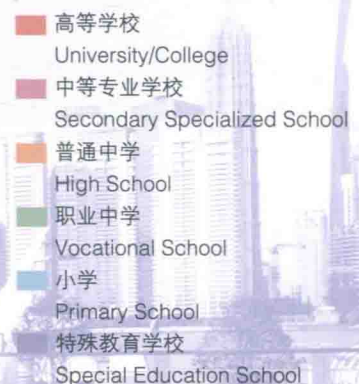 高等学校
University/College
中等专业学校
Secondary Specialized School
普通中学
High School
职业中学
Vocational School
小学
Primary School
特殊教育学校
Special Education School